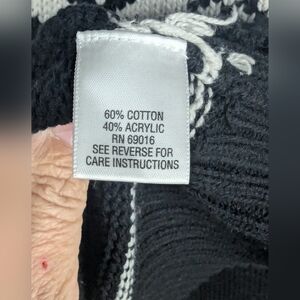 60% COTTON
40% ACRYLIC
RN 69016
SEE REVERSE FOR
CARE INSTRUCTIONS